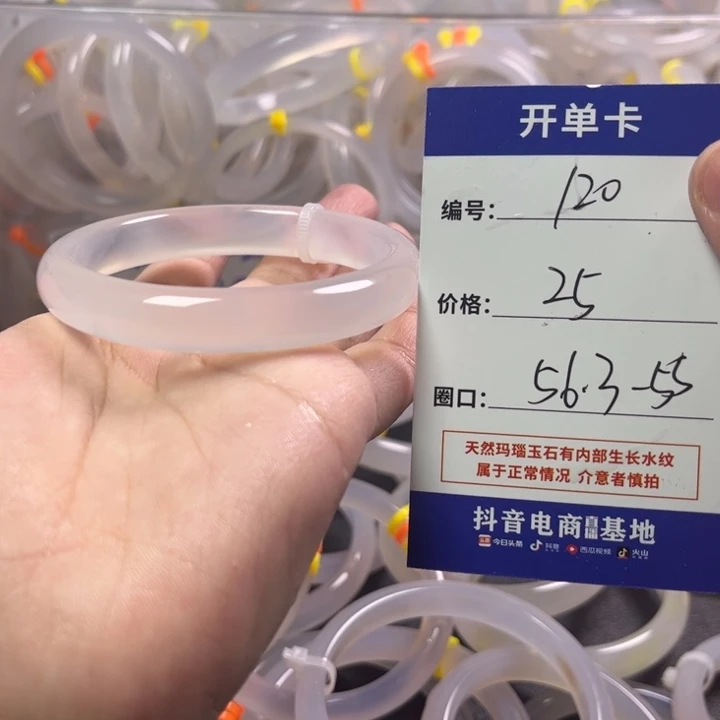 开单卡
编号: 120
价格: 25
圈口: 56.3-55
天然玛瑙玉石有内部生长水纹
属于正常情况 介意者慎拍
抖音电商直播基地
今日头条 抖音 西瓜视频 火山